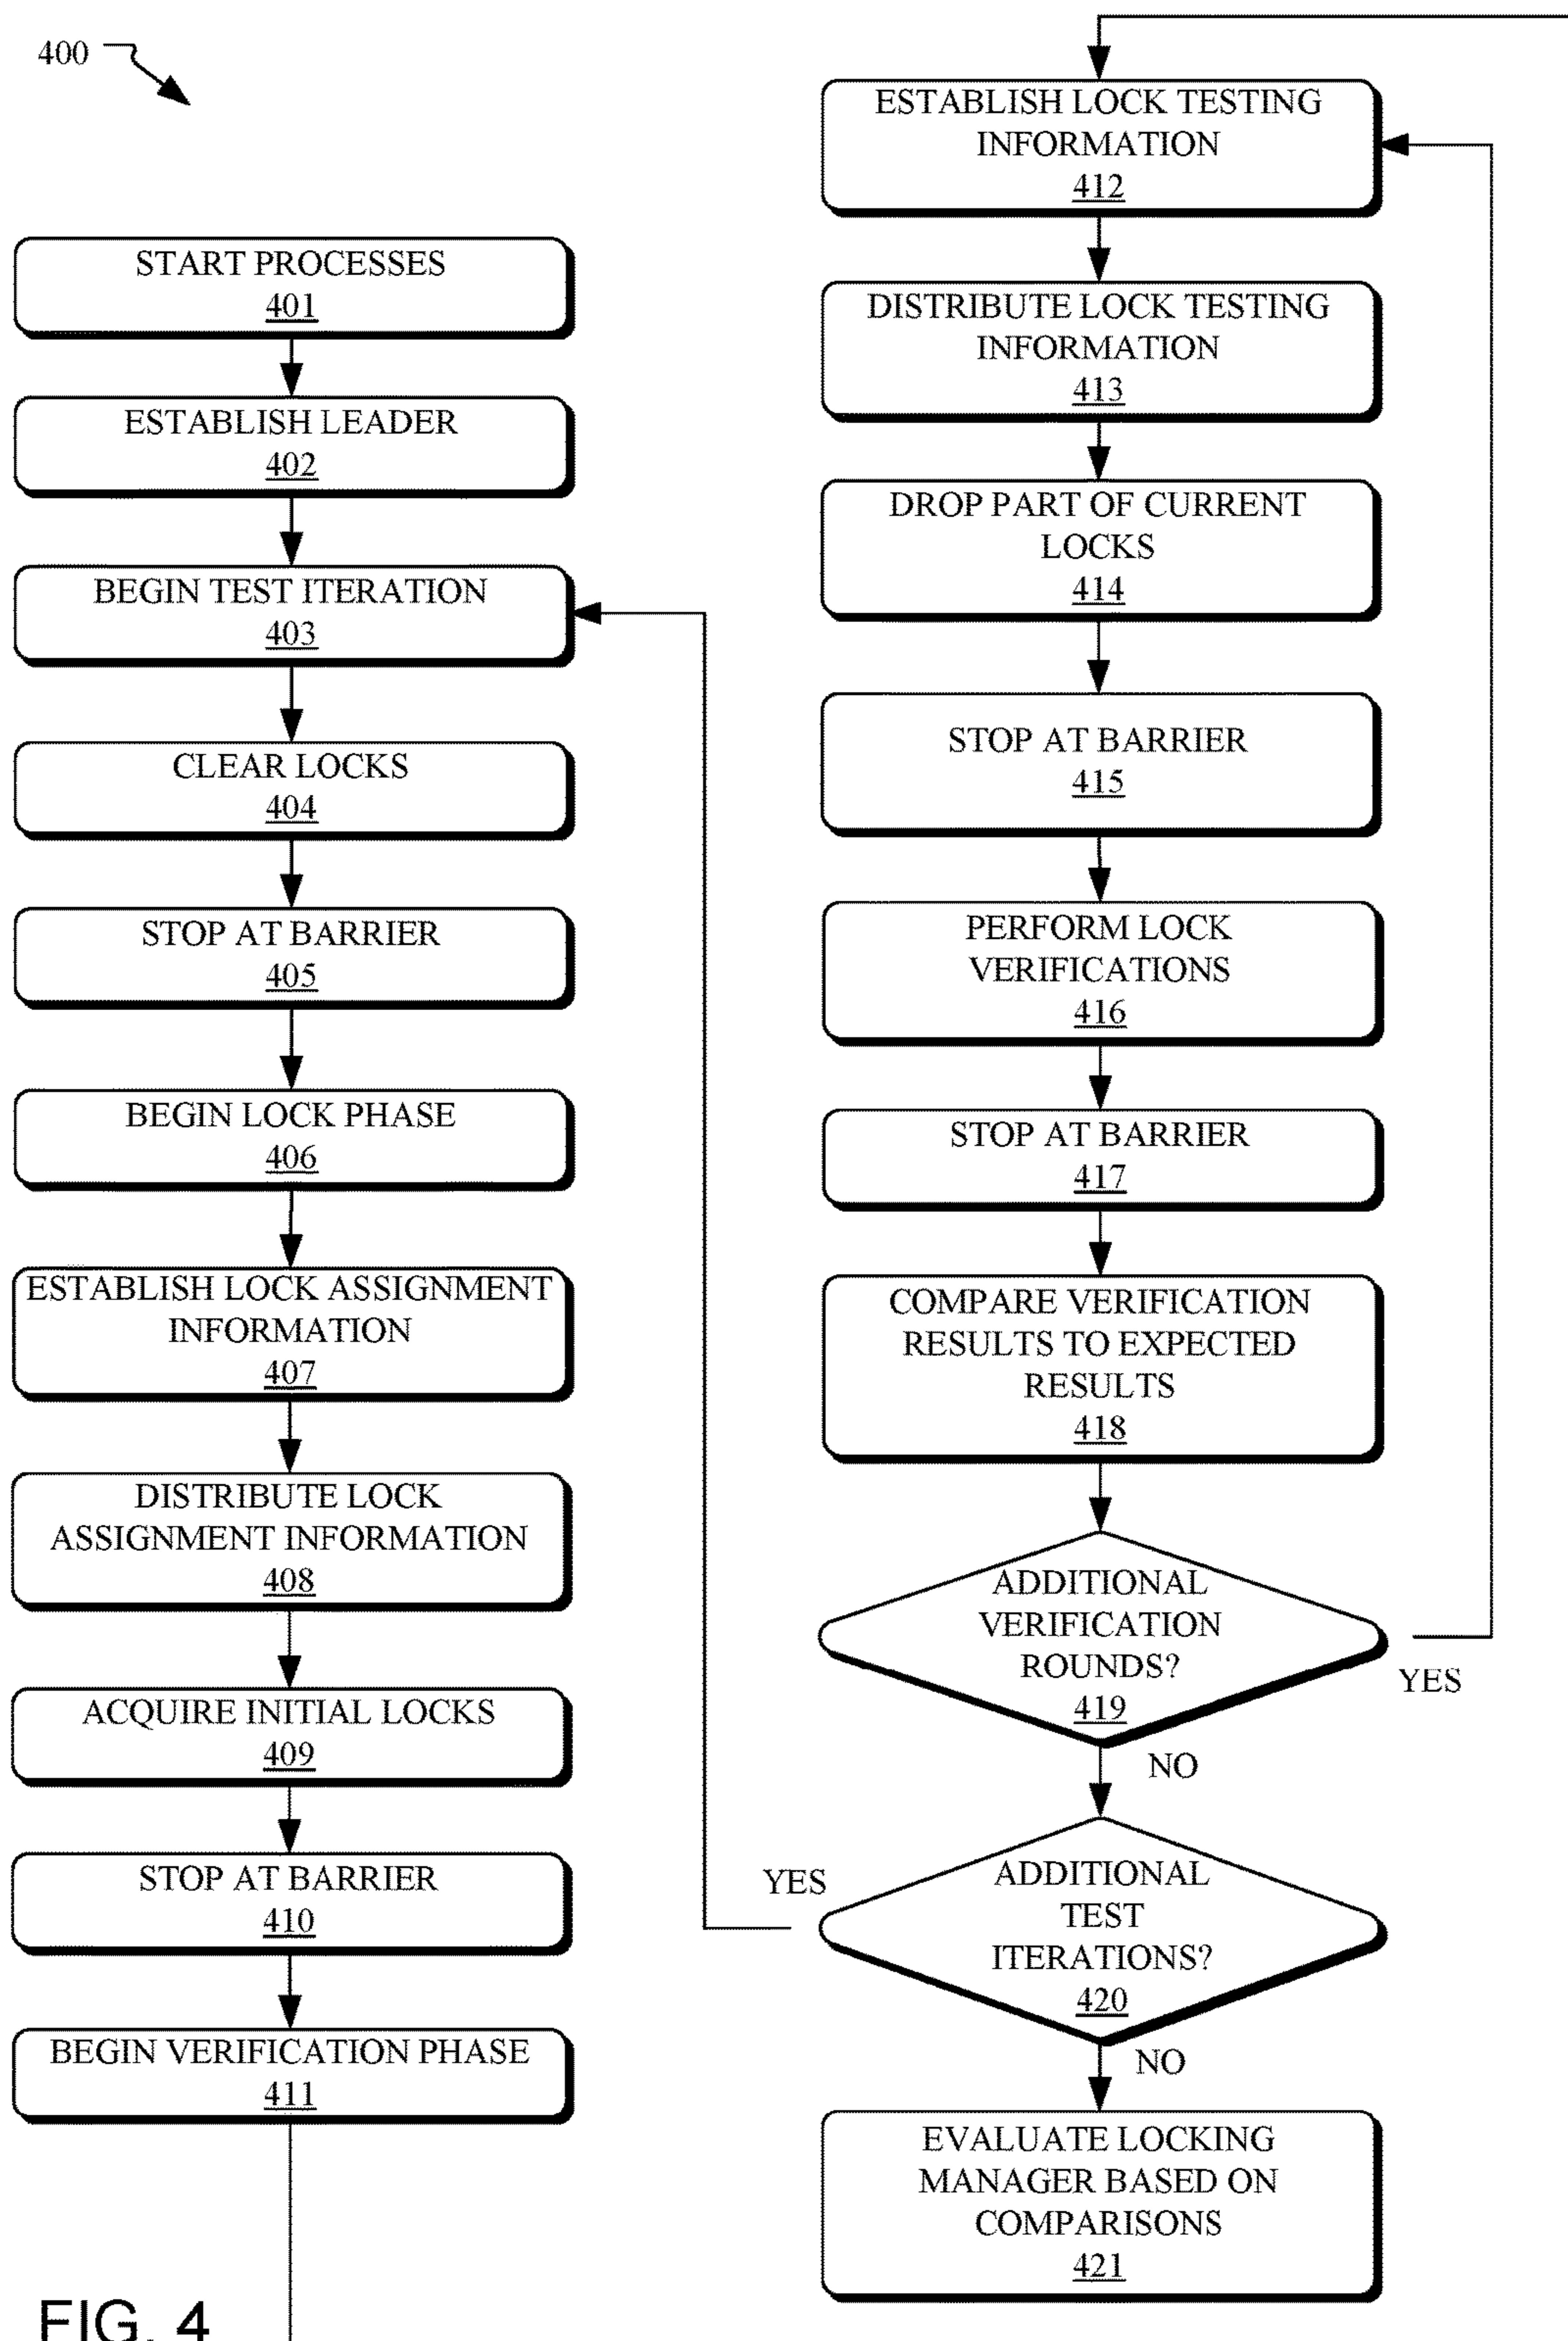 400
START PROCESSES
401
ESTABLISH LEADER
402
BEGIN TEST ITERATION
403
CLEAR LOCKS
404
STOP AT BARRIER
405
BEGIN LOCK PHASE
406
ESTABLISH LOCK ASSIGNMENT
INFORMATION
407
DISTRIBUTE LOCK
ASSIGNMENT INFORMATION
408
ACQUIRE INITIAL LOCKS
409
STOP AT BARRIER
410
BEGIN VERIFICATION PHASE
411
ESTABLISH LOCK TESTING
INFORMATION
412
DISTRIBUTE LOCK TESTING
INFORMATION
413
DROP PART OF CURRENT
LOCKS
414
STOP AT BARRIER
415
PERFORM LOCK
VERIFICATIONS
416
STOP AT BARRIER
417
COMPARE VERIFICATION
RESULTS TO EXPECTED
RESULTS
418
ADDITIONAL
VERIFICATION
ROUNDS?
419
YES
NO
ADDITIONAL
TEST
ITERATIONS?
420
YES
NO
EVALUATE LOCKING
MANAGER BASED ON
COMPARISONS
421
FIG. 4